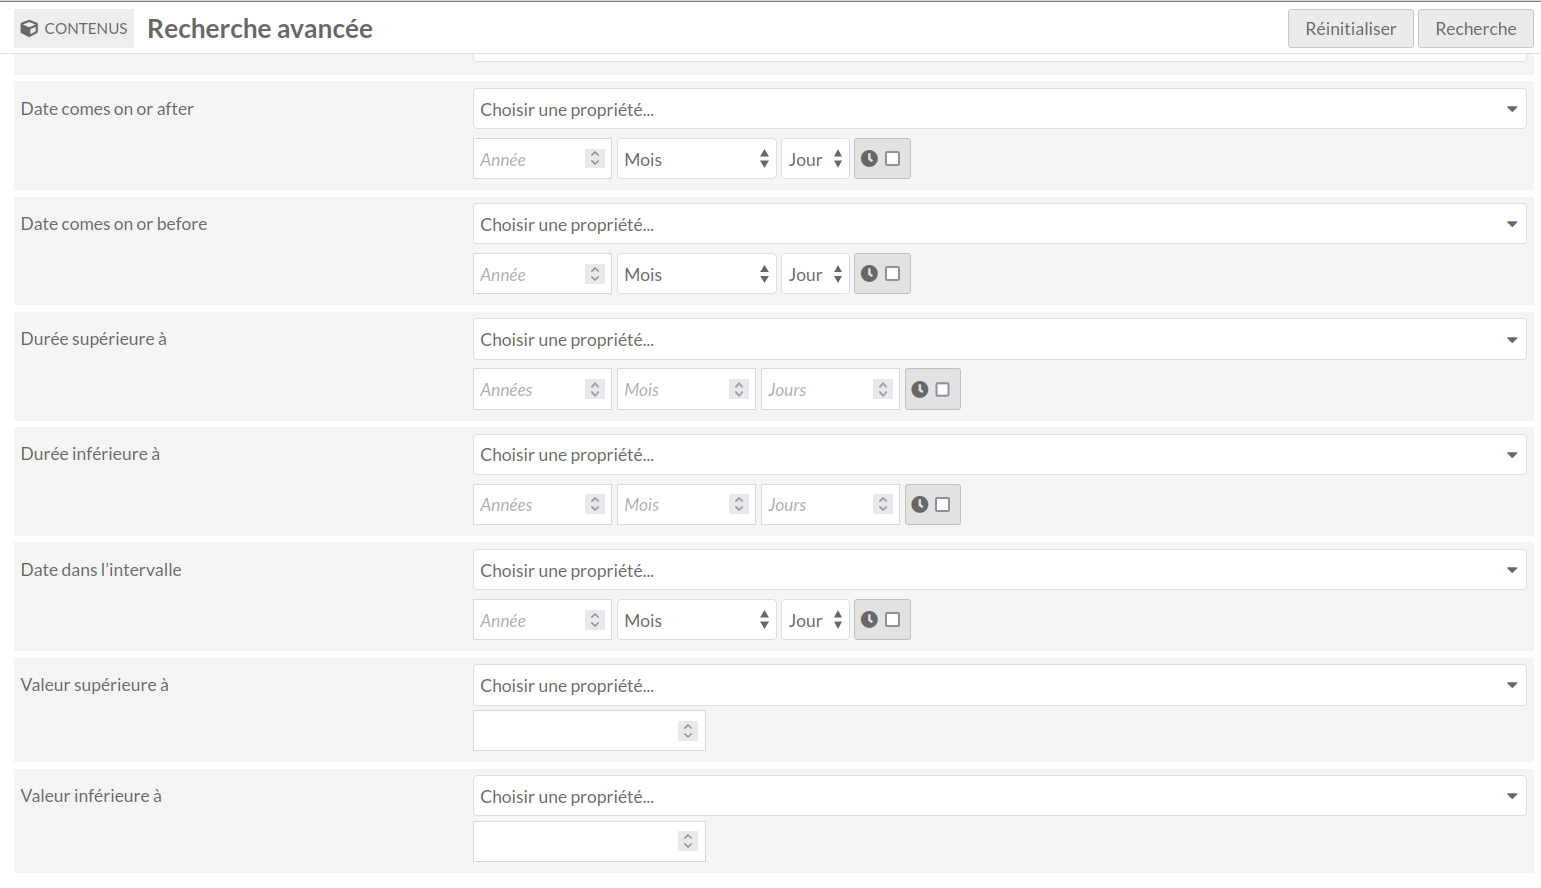 CONTENUS Recherche avancée Réinitialiser Recherche
Date comes on or after Choisir une propriété...
Année Mois Jour
Date comes on or before Choisir une propriété...
Année Mois Jour
Durée supérieure à Choisir une propriété...
Années Mois Jours
Durée inférieure à Choisir une propriété...
Années Mois Jours
Date dans l’intervalle Choisir une propriété...
Année Mois Jour
Valeur supérieure à Choisir une propriété...
Valeur inférieure à Choisir une propriété...